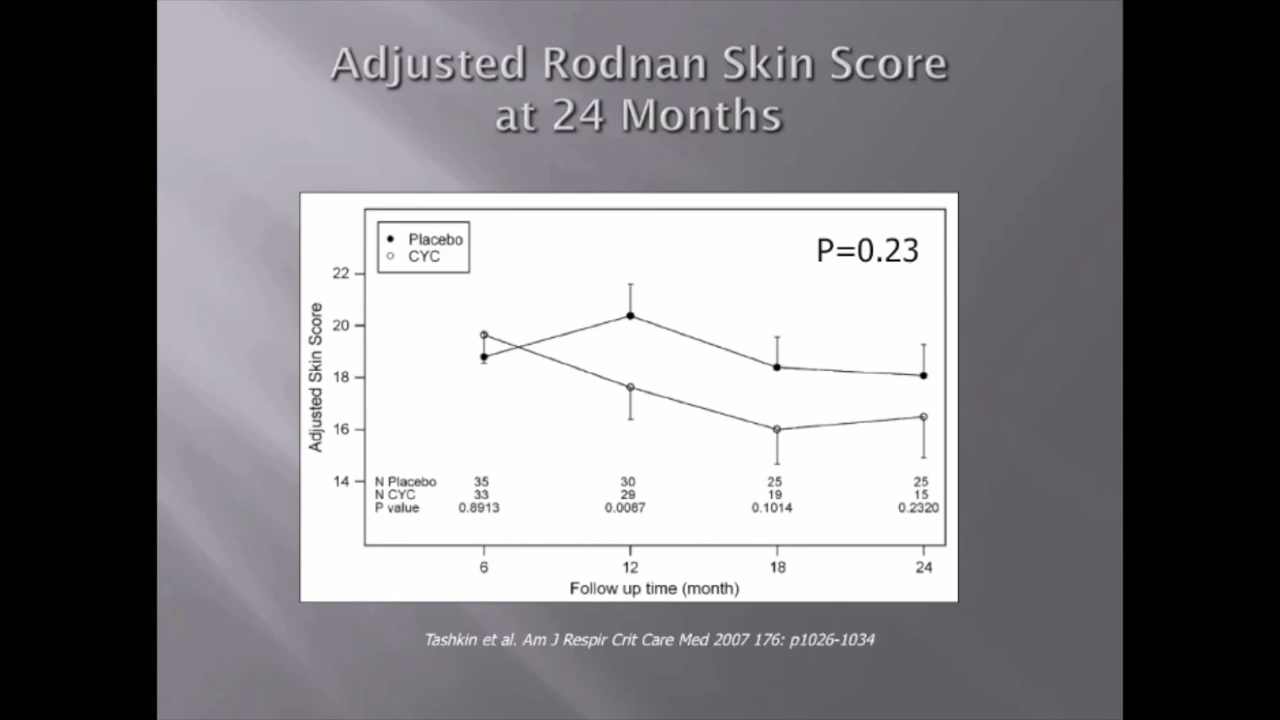 Adjusted Rodnan Skin Score
at 24 Months
Placebo
CYC
P=0.23
22
20
18
16
14
Adjusted Skin Score
N Placebo 35 30 25 25
N CYC 33 29 19 15
P value 0.8913 0.0087 0.1014 0.2320
6 12 18 24
Follow up time (month)
Tashkin et al. Am J Respir Crit Care Med 2007 176: p1026-1034